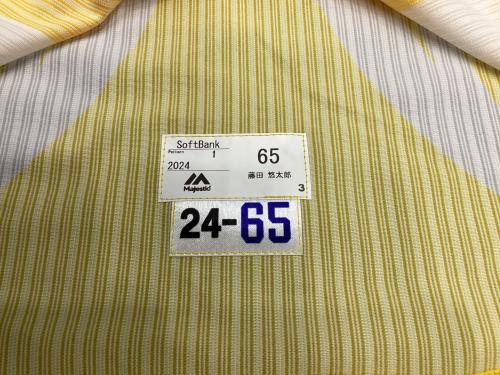 SoftBank
Pattern 1
2024
Majestic
65
藤田 悠太郎
3
24-65